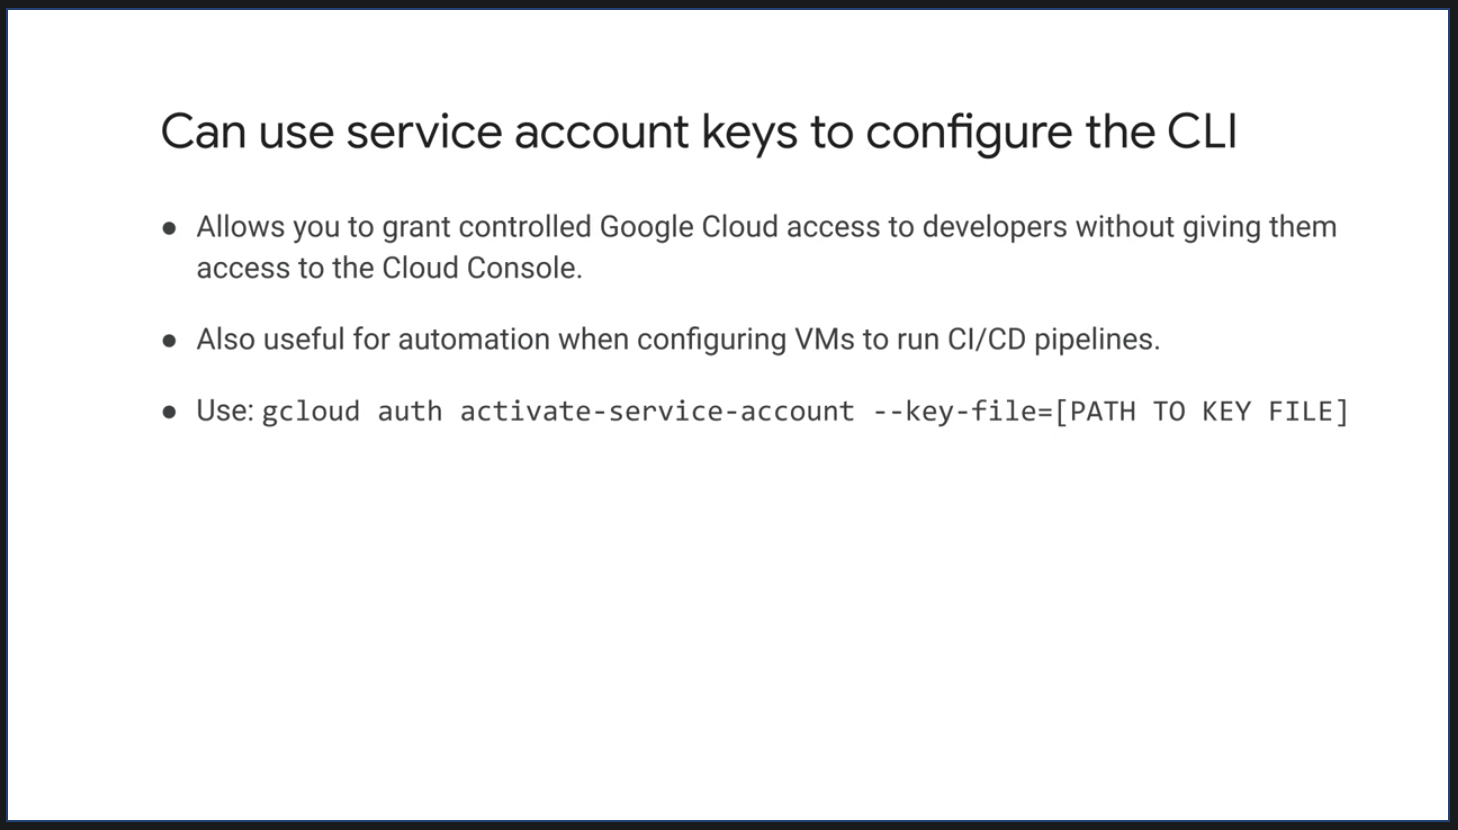 Can use service account keys to configure the CLI
● Allows you to grant controlled Google Cloud access to developers without giving them
access to the Cloud Console.
● Also useful for automation when configuring VMs to run CI/CD pipelines.
● Use: gcloud auth activate-service-account --key-file=[PATH TO KEY FILE]